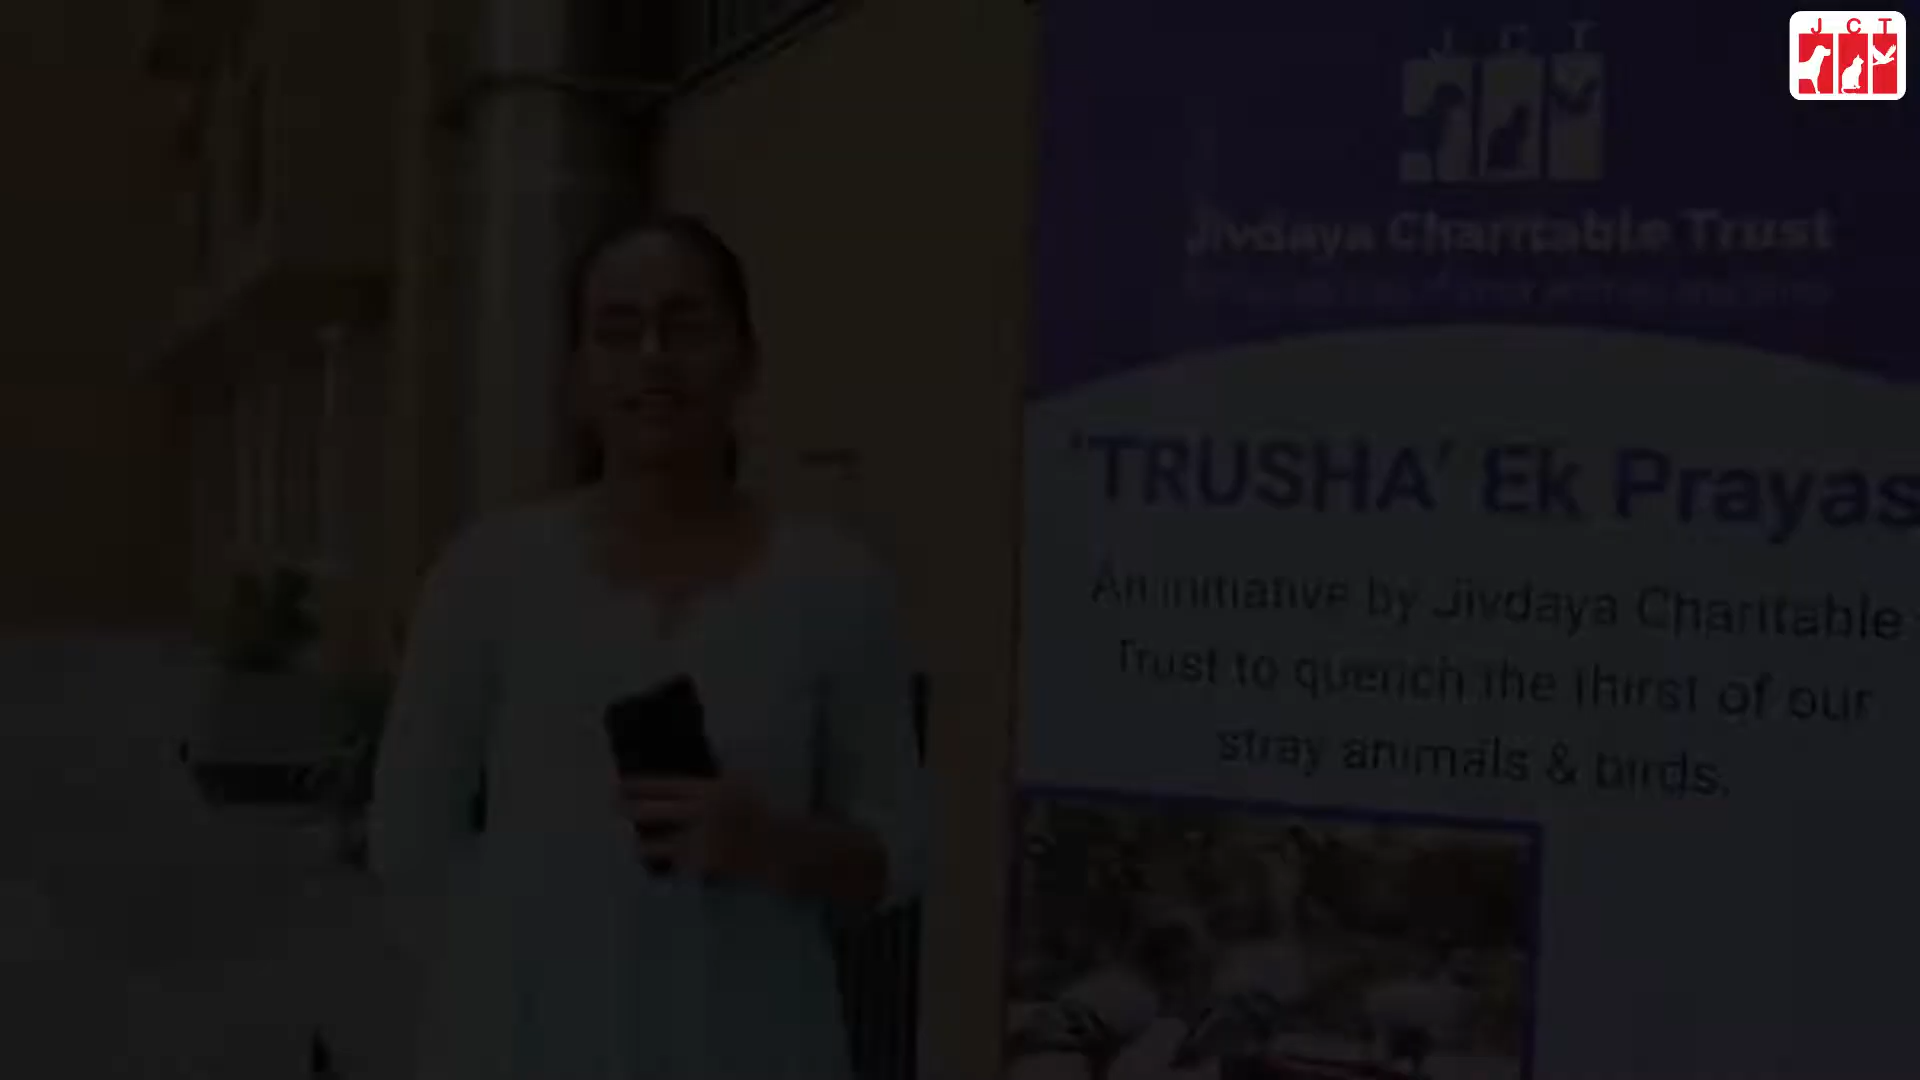 J C T
J C T
Jivdaya Charitable Trust
'TRUSHA' Ek Prayas
An initiative by Jivdaya Charitable
Trust to quench the thirst of our
stray animals & birds.